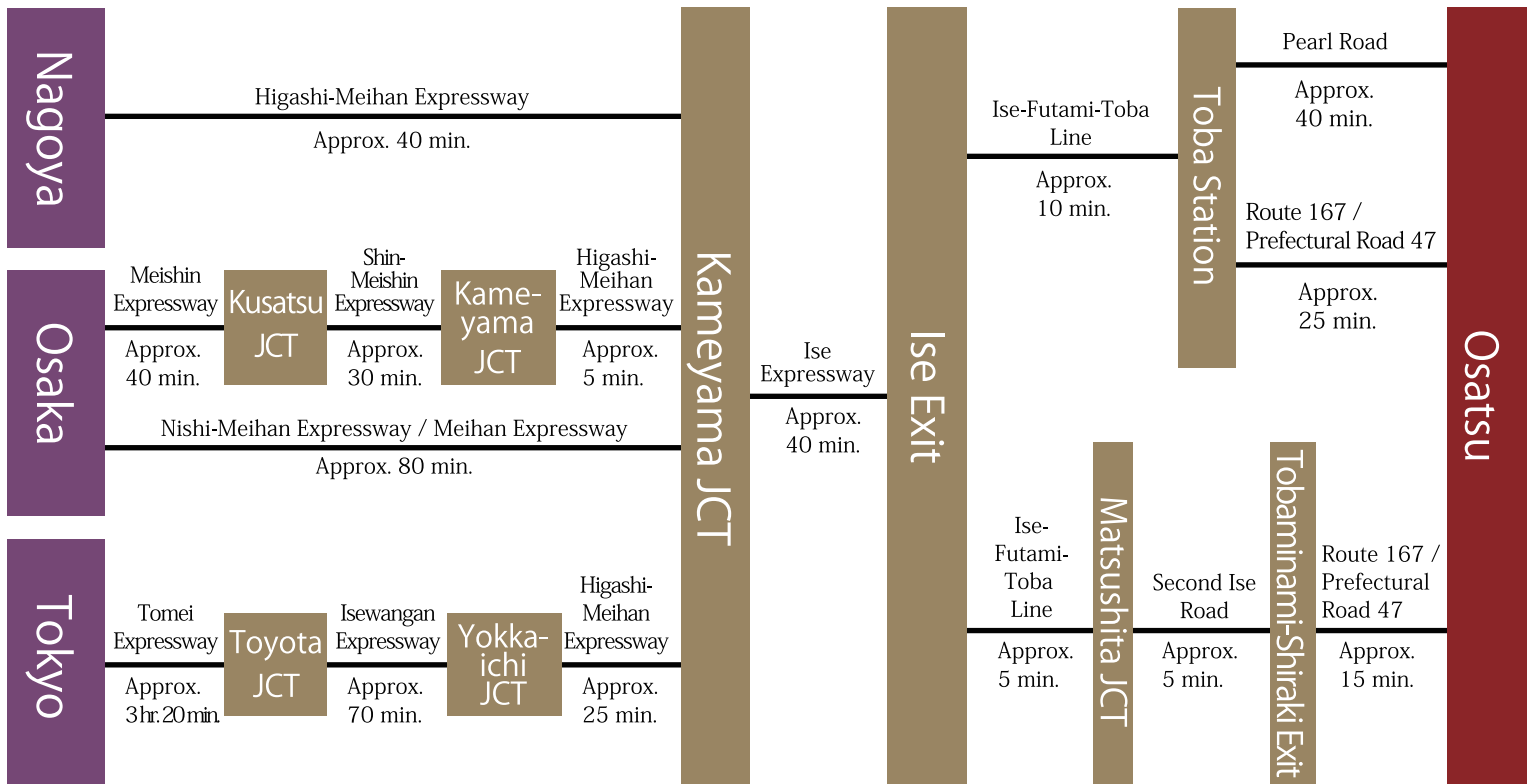 Nagoya
Higashi-Meihan Expressway
Approx. 40 min.
Osaka
Meishin
Expressway
Approx.
40 min.
Kusatsu
JCT
Shin-
Meishin
Expressway
Approx.
30 min.
Kame-
yama
JCT
Higashi-
Meihan
Expressway
Approx.
5 min.
Nishi-Meihan Expressway / Meihan Expressway
Approx. 80 min.
Tokyo
Tomei
Expressway
Approx.
3hr.20min.
Toyota
JCT
Isewangan
Expressway
Approx.
70 min.
Yokka-
ichi
JCT
Higashi-
Meihan
Expressway
Approx.
25 min.
Kameyama JCT
Ise
Expressway
Approx.
40 min.
Ise Exit
Ise-Futami-Toba
Line
Approx.
10 min.
Toba Station
Pearl Road
Approx.
40 min.
Route 167 /
Prefectural Road 47
Approx.
25 min.
Ise-
Futami-
Toba
Line
Approx.
5 min.
Matsushita JCT
Second Ise
Road
Approx.
5 min.
Tobaminami-Shiraki Exit
Route 167 /
Prefectural
Road 47
Approx.
15 min.
Osatsu